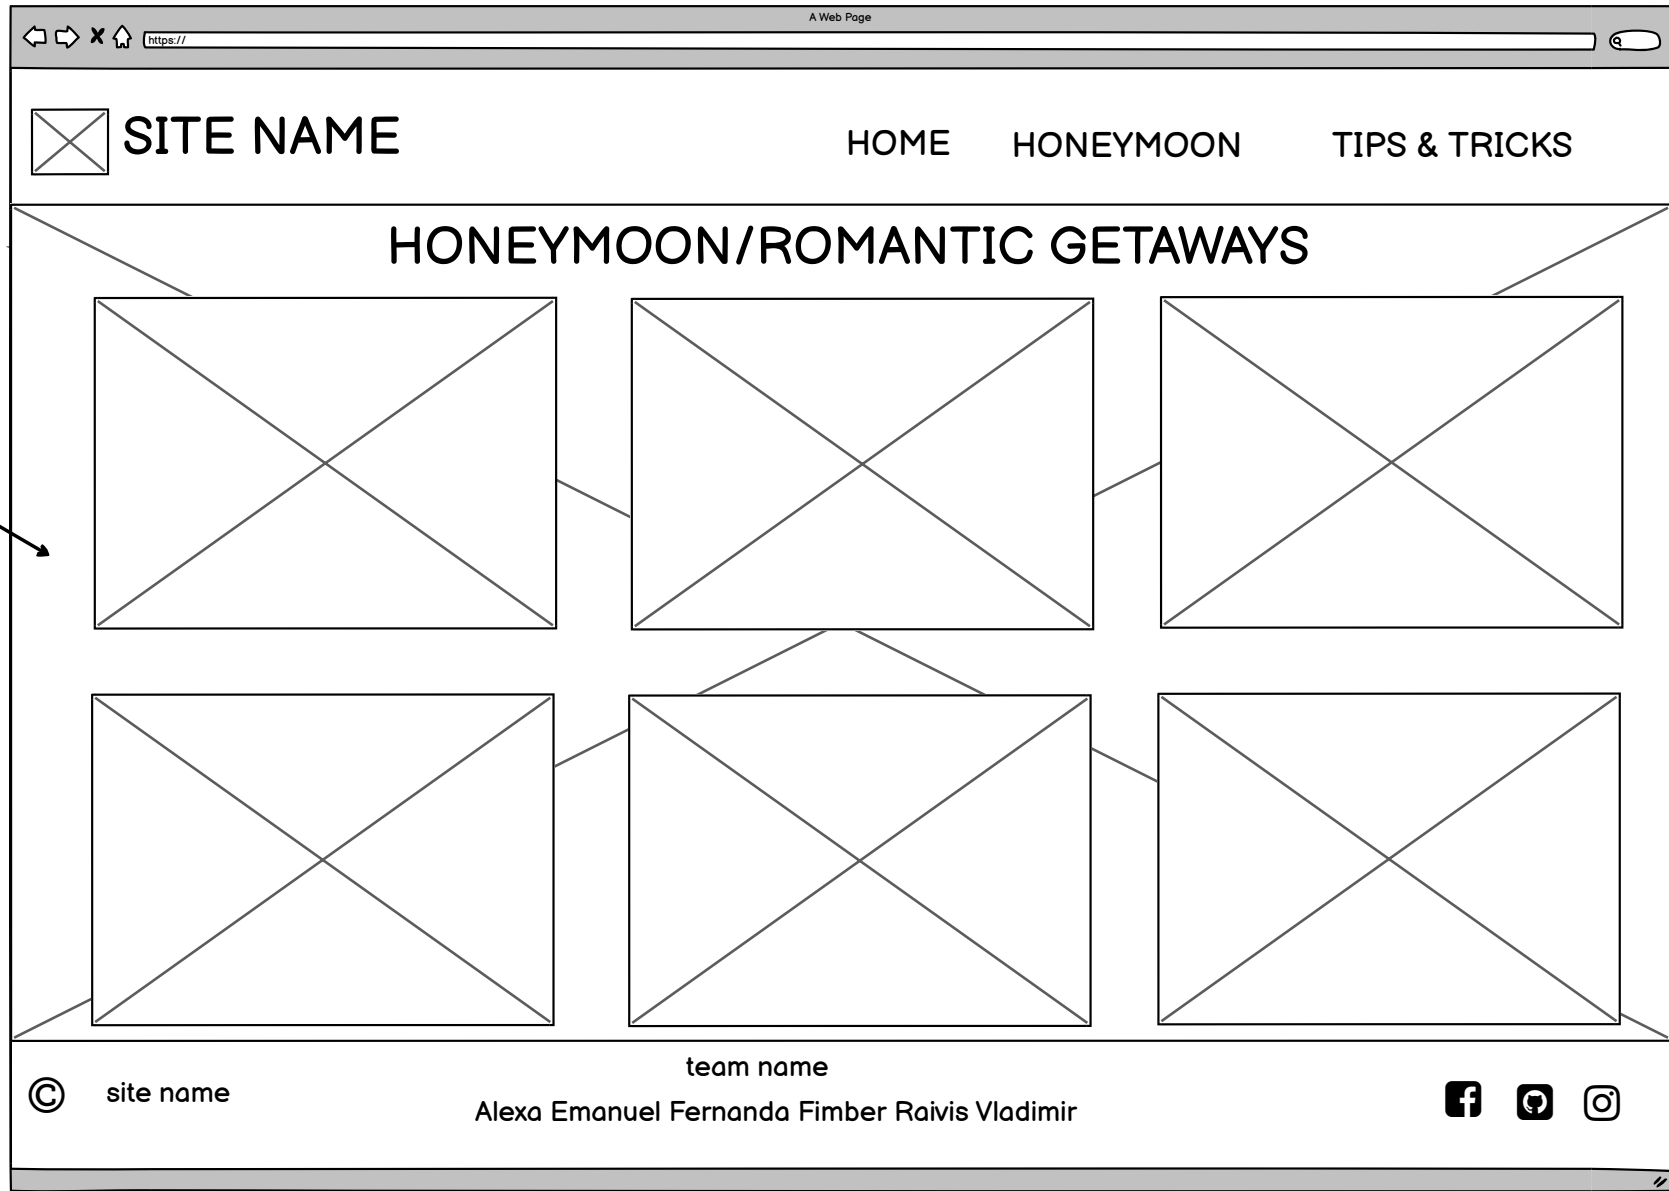 A Web Page
https://
SITE NAME
HOME HONEYMOON TIPS & TRICKS
HONEYMOON/ROMANTIC GETAWAYS
team name
© site name
Alexa Emanuel Fernanda Fimber Raivis Vladimir